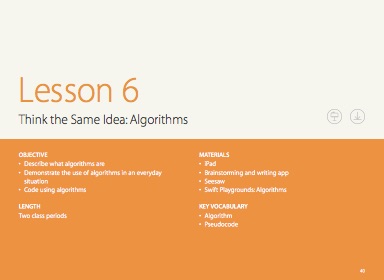 Lesson 6
Think the Same Idea: Algorithms
OBJECTIVE
• Describe what algorithms are
• Demonstrate the use of algorithms in an everyday
situation
• Code using algorithms
LENGTH
Two class periods
MATERIALS
• iPad
• Brainstorming and writing app
• Seesaw
• Swift Playgrounds: Algorithms
KEY VOCABULARY
• Algorithm
• Pseudocode